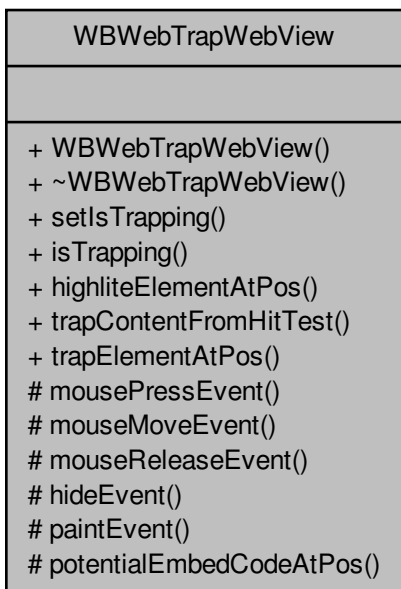 WBWebTrapWebView
+ WBWebTrapWebView()
+ ~WBWebTrapWebView()
+ setIsTrapping()
+ isTrapping()
+ highliteElementAtPos()
+ trapContentFromHitTest()
+ trapElementAtPos()
# mousePressEvent()
# mouseMoveEvent()
# mouseReleaseEvent()
# hideEvent()
# paintEvent()
# potentialEmbedCodeAtPos()